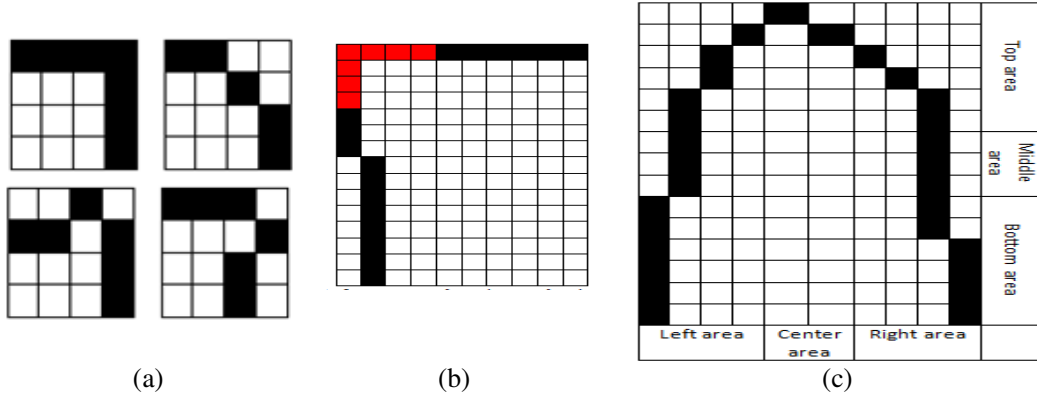 Top area
Middle
area
Bottom area
Left area
Center
area
Right area
(a)
(b)
(c)